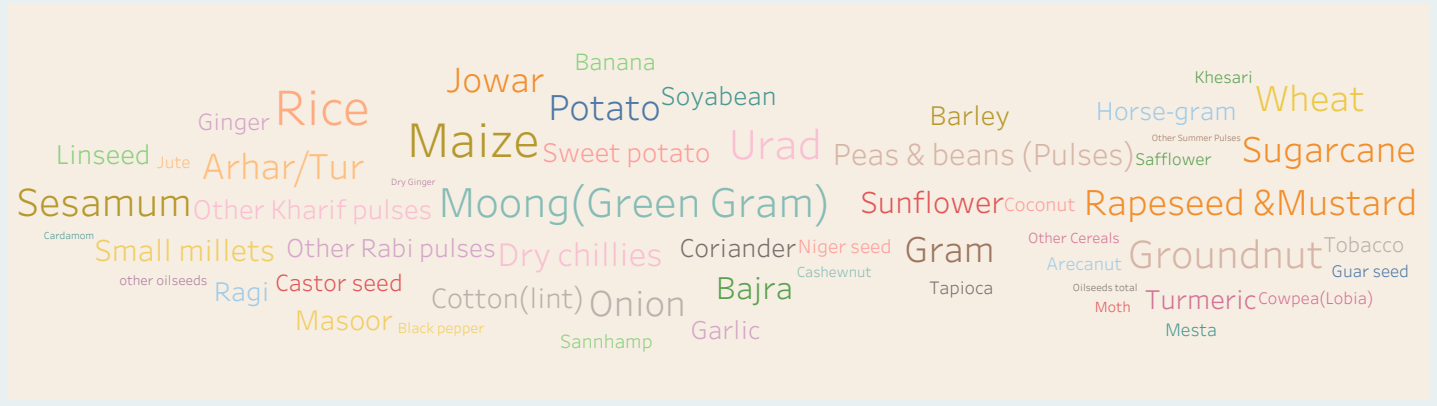 Banana
Jowar
Khesari
Rice
Potato
Soyabean
Wheat
Ginger
Barley
Horse-gram
Maize
Linseed
Jute
Arhar/Tur
Sweet potato
Urad
Peas & beans (Pulses)
Other Summer Pulses
Safflower
Sugarcane
Dry Ginger
Sesamum
Other Kharif pulses
Moong(Green Gram)
Sunflower
Coconut
Rapeseed &Mustard
Cardamom
Small millets
Other Rabi pulses
Dry chillies
Coriander
Niger seed
Gram
Other Cereals
Groundnut
Tobacco
other oilseeds
Ragi
Castor seed
Cashewnut
Arecanut
Guar seed
Cotton(lint)
Onion
Bajra
Tapioca
Oilseeds total
Moth
Turmeric
Cowpea(Lobia)
Masoor
Black pepper
Sannhamp
Garlic
Mesta